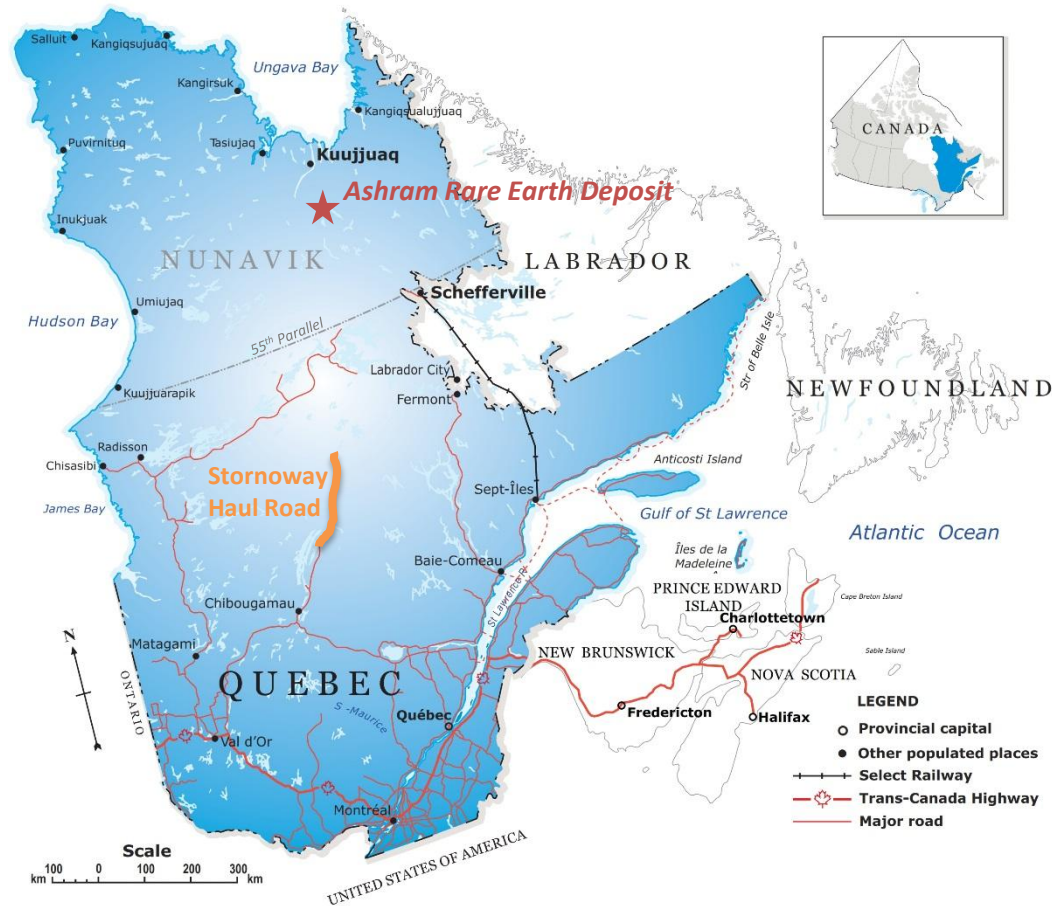 Salluit
Kangiqsujuaq
Ungava Bay
Kangirsuk
Kangiqsualujjuaq
Puvirnituq
Tasiujaq
Kuujjuaq
Ashram Rare Earth Deposit
Inukjuak
NUNAVIK
LABRADOR
CANADA
Umiujaq
Schefferville
Hudson Bay
55th Parallel
Str of Belle Isle
Labrador City
Kuujjuarapik
Fermont
NEWFOUNDLAND
Radisson
Chisasibi
Stornoway
Haul Road
Anticosti Island
Sept-Îles
James Bay
Gulf of St Lawrence
Atlantic Ocean
Îles de la
Madeleine
Baie-Comeau
St Lawrence R
PRINCE EDWARD
ISLAND
Cape Breton Island
Chibougamau
Charlottetown
Matagami
N
NEW BRUNSWICK
Sable Island
NOVA SCOTIA
ONTARIO
QUEBEC
S -Maurice
Québec
Fredericton
Halifax
Val d'Or
Montréal
UNITED STATES OF AMERICA
LEGEND
Provincial capital
Other populated places
Select Railway
Trans-Canada Highway
Major road
Scale
100 0 100 200 300
km km